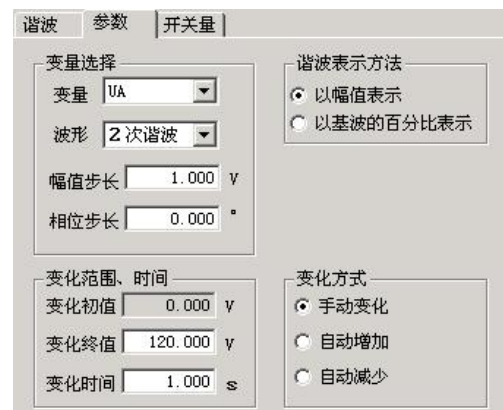 谐波 参数 开关量
变量选择
变量 UA
波形 2次谐波
幅值步长 1.000 V
相位步长 0.000 °
谐波表示方法
以幅值表示
以基波的百分比表示
变化范围、时间
变化初值 0.000 V
变化终值 120.000 V
变化时间 1.000 s
变化方式
手动变化
自动增加
自动减少